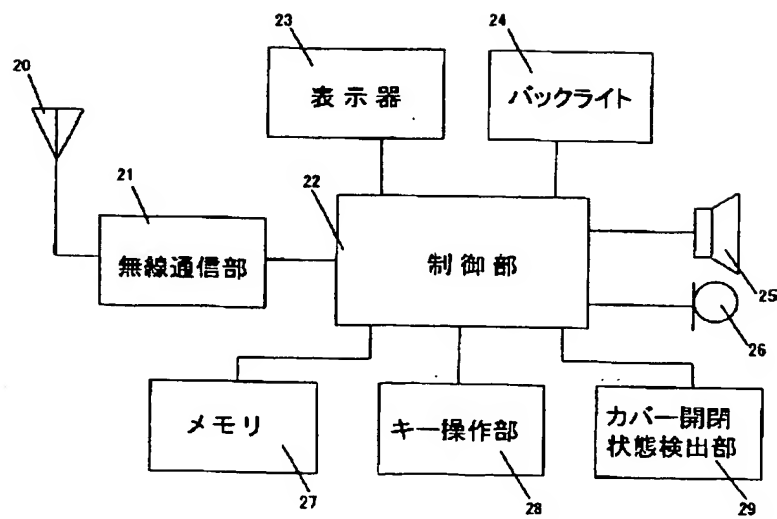 23
24
20
表示器
バックライト
21
22
無線通信部
制御部
25
26
メモリ
キー操作部
カバー開閉
状態検出部
27
28
29